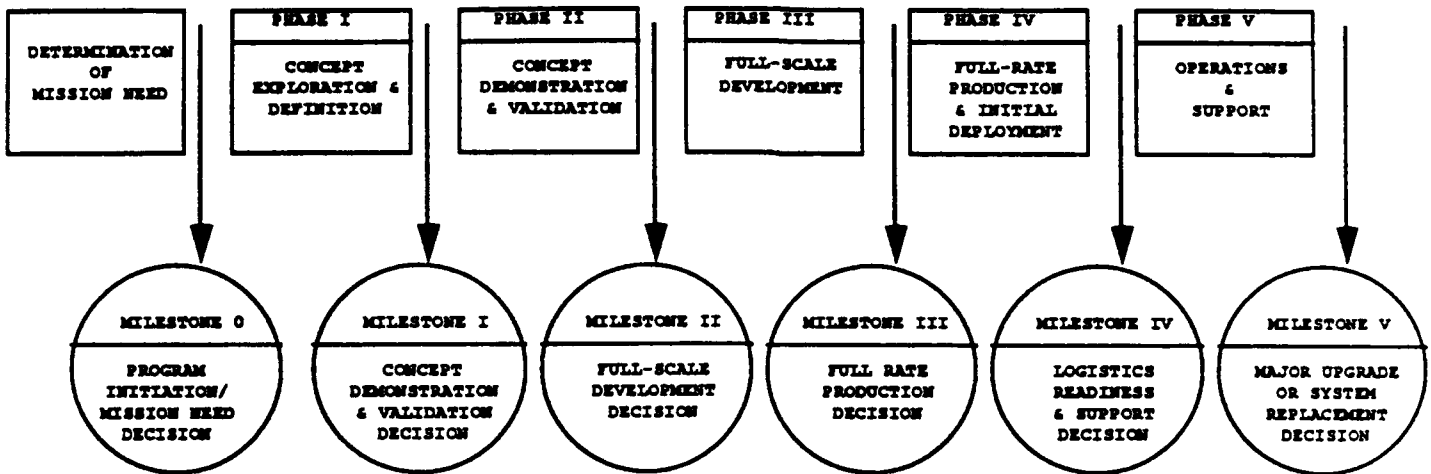 DETERMINATION
OF
MISSION NEED
PHASE I
CONCEPT
EXPLORATION &
DEFINITION
PHASE II
CONCEPT
DEMONSTRATION
& VALIDATION
PHASE III
FULL-SCALE
DEVELOPMENT
PHASE IV
FULL-RATE
PRODUCTION
& INITIAL
DEPLOYMENT
PHASE V
OPERATIONS
&
SUPPORT
MILESTONE 0
PROGRAM
INITIATION/
MISSION NEED
DECISION
MILESTONE I
CONCEPT
DEMONSTRATION
& VALIDATION
DECISION
MILESTONE II
FULL-SCALE
DEVELOPMENT
DECISION
MILESTONE III
FULL RATE
PRODUCTION
DECISION
MILESTONE IV
LOGISTICS
READINESS
& SUPPORT
DECISION
MILESTONE V
MAJOR UPGRADE
OR SYSTEM
REPLACEMENT
DECISION